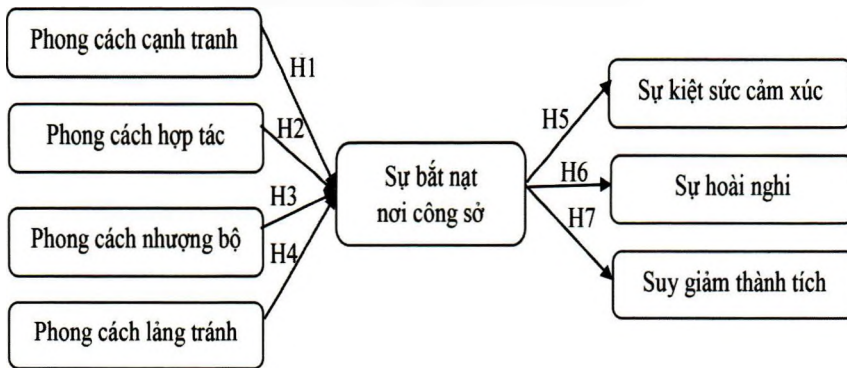 Phong cách cạnh tranh
Phong cách hợp tác
Phong cách nhượng bộ
Phong cách lảng tránh
H1
H2
H3
H4
Sự bắt nạt
nơi công sở
H5
H6
H7
Sự kiệt sức cảm xúc
Sự hoài nghi
Suy giảm thành tích